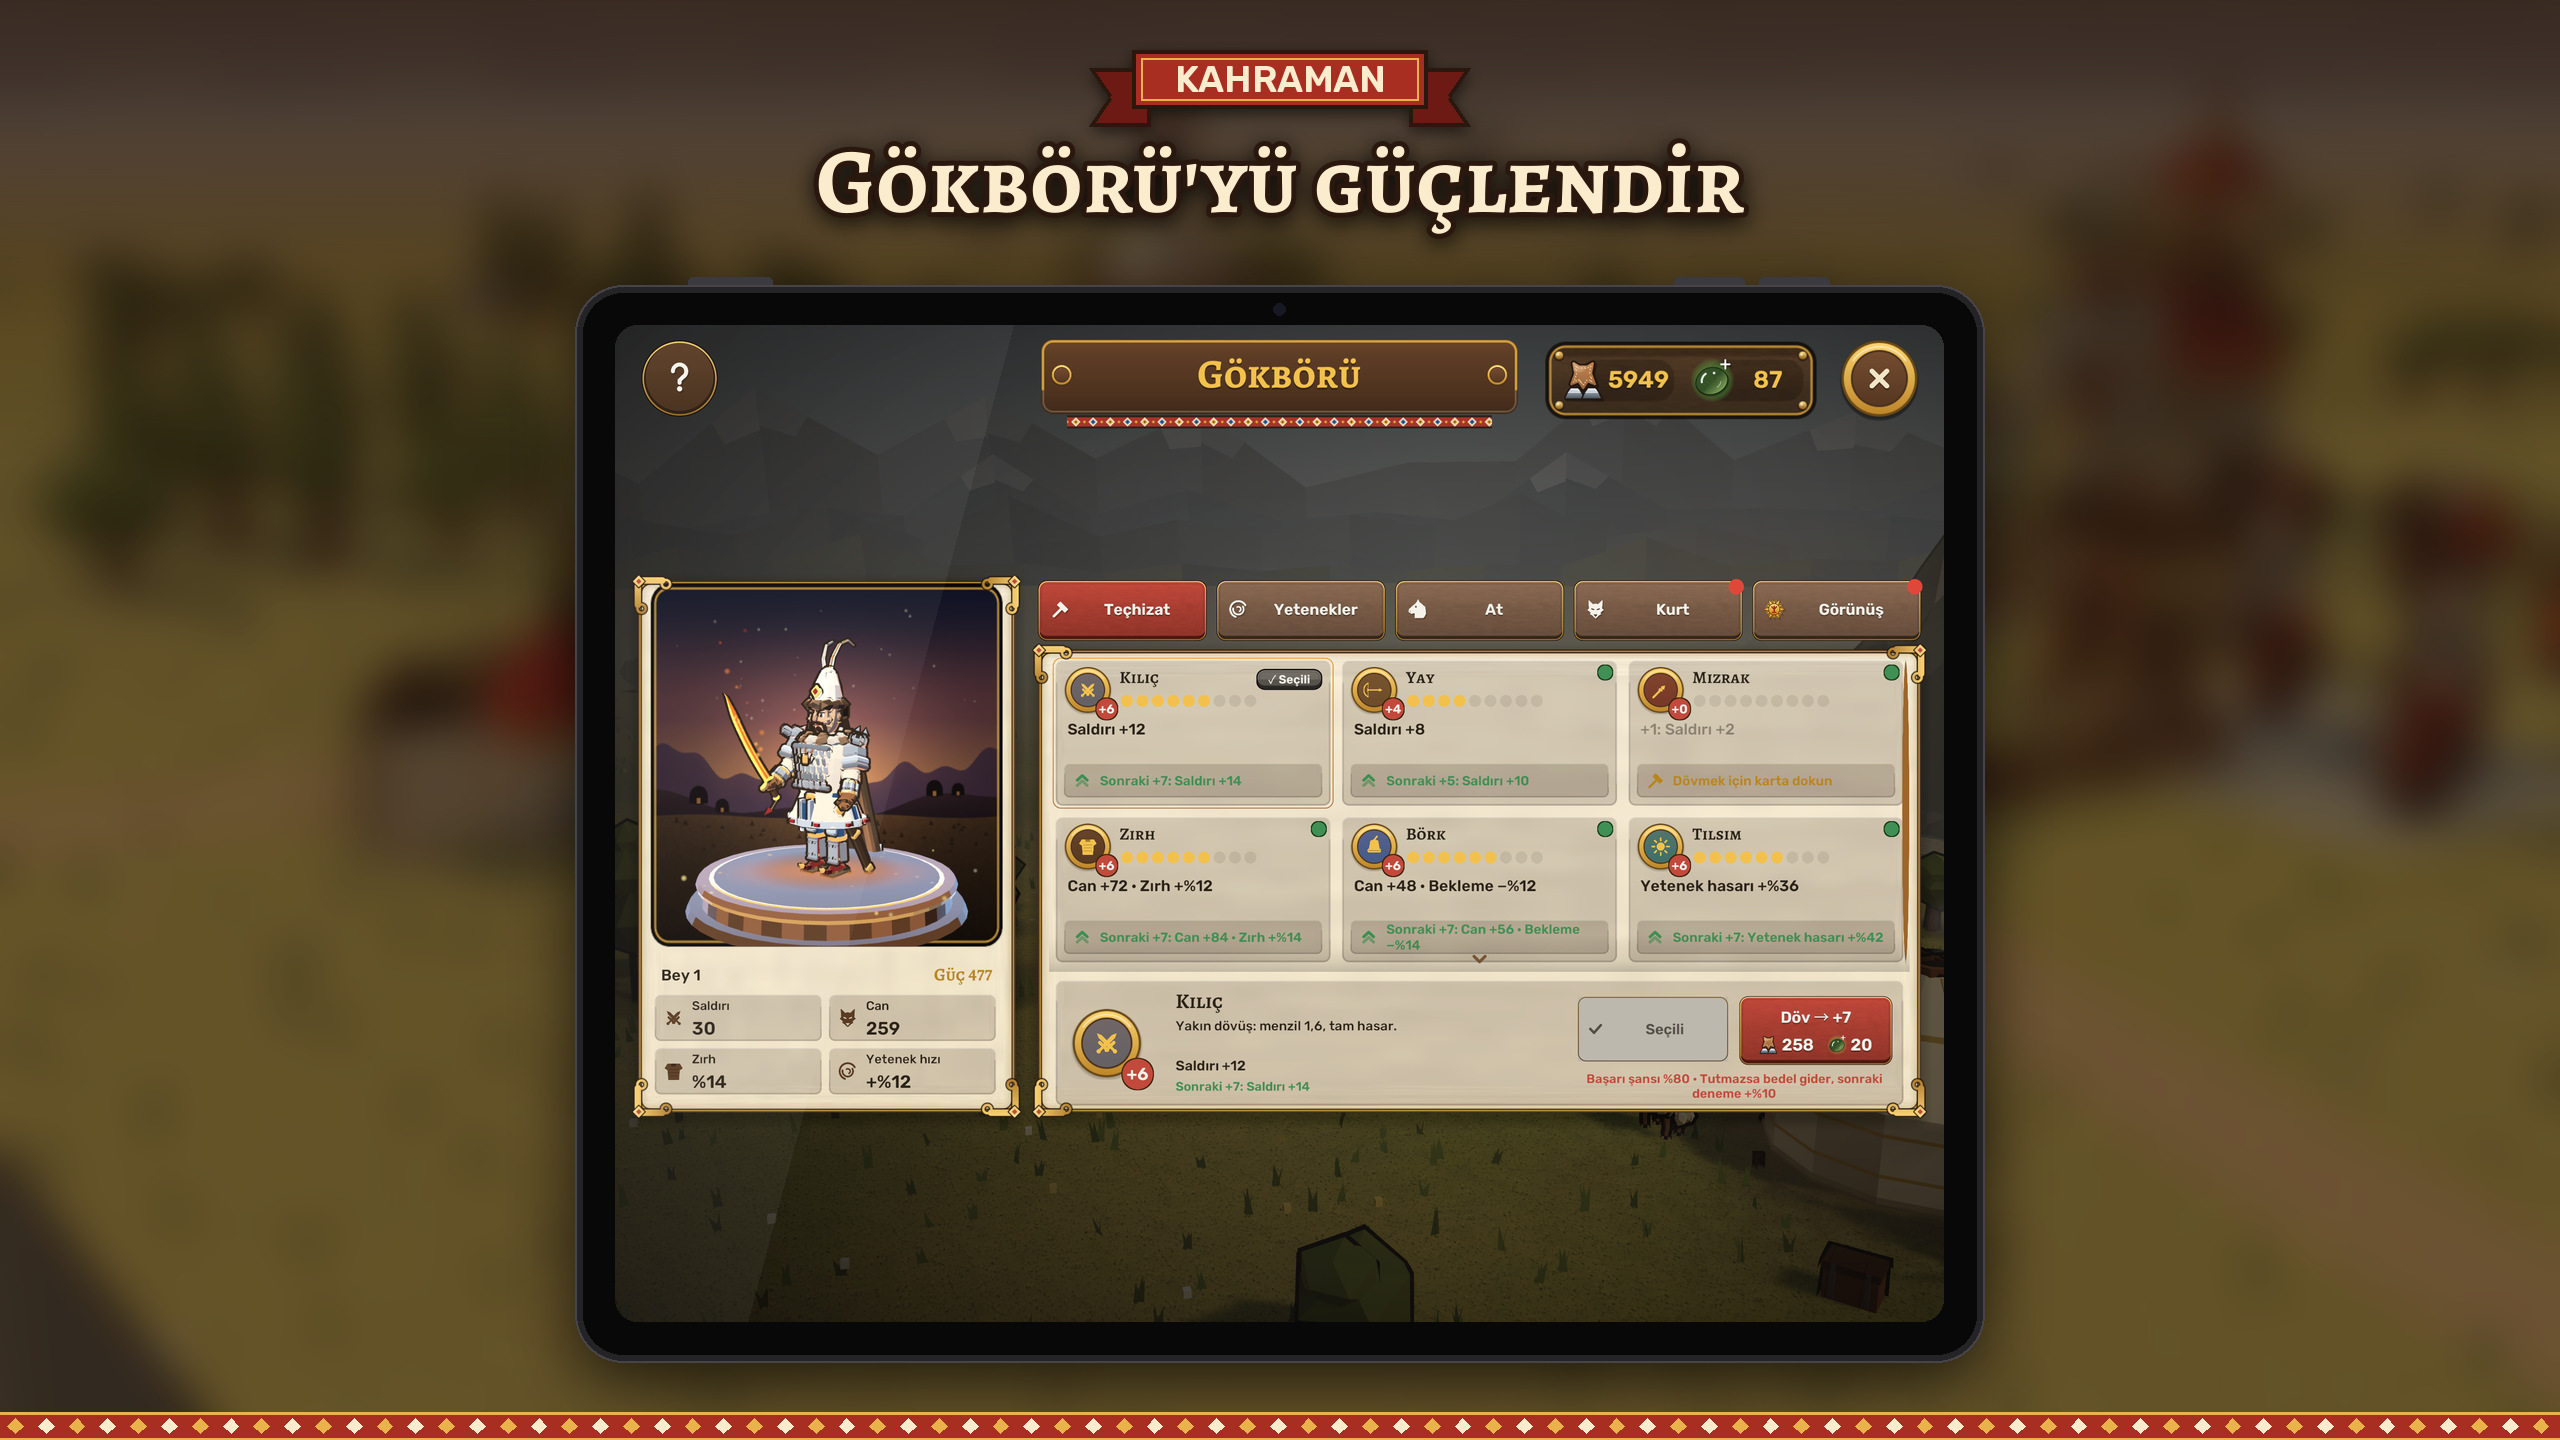 KAHRAMAN
GÖKBÖRÜ'YÜ GÜÇLENDİR
?
GÖKBÖRÜ
5949
87
Teçhizat
Yetenekler
At
Kurt
Görünüş
KILIÇ
✓ Seçili
+6
Saldırı +12
Sonraki +7: Saldırı +14
YAY
+4
Saldırı +8
Sonraki +5: Saldırı +10
MIZRAK
+0
+1: Saldırı +2
Dövmek için karta dokun
ZIRH
+6
Can +72 · Zırh +%12
Sonraki +7: Can +84 · Zırh +%14
BÖRK
+6
Can +48 · Bekleme −%12
Sonraki +7: Can +56 · Bekleme
−%14
TILSIM
+6
Yetenek hasarı +%36
Sonraki +7: Yetenek hasarı +%42
Bey 1
GÜÇ 477
Saldırı
30
Can
259
Zırh
%14
Yetenek hızı
+%12
KILIÇ
Yakın dövüş: menzil 1,6, tam hasar.
+6
Saldırı +12
Sonraki +7: Saldırı +14
Seçili
Döv → +7
258
20
Başarı şansı %80 · Tutmazsa bedel gider, sonraki
deneme +%10